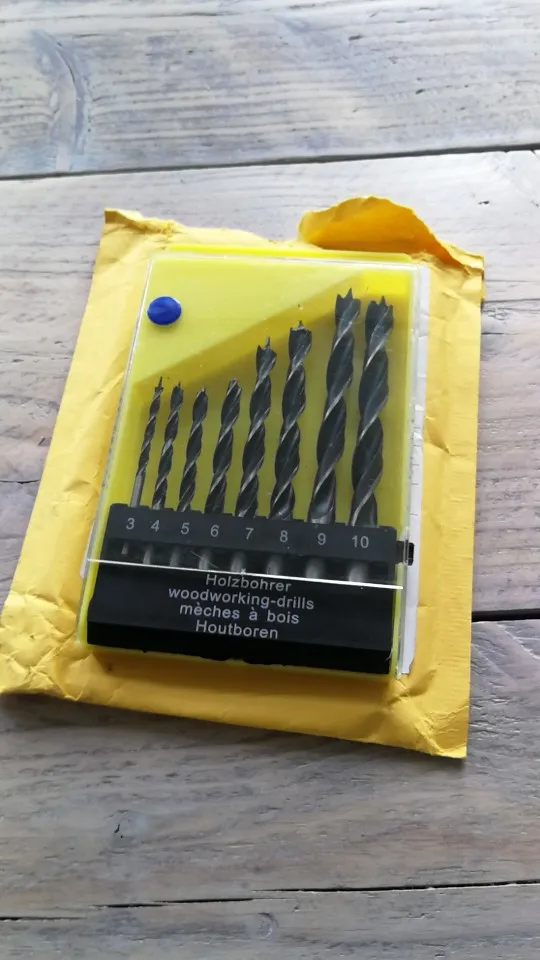 3 4 5 6 7 8 9 10
Holzbohrer
woodworking-drills
mèches à bois
Houtboren